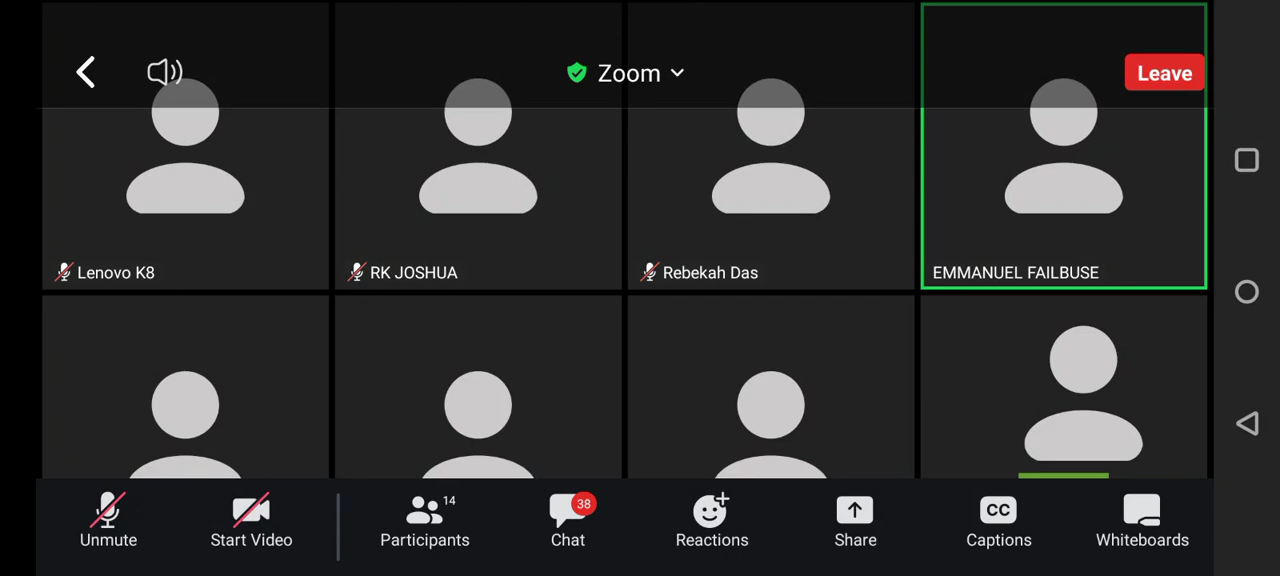 Zoom
Leave
Lenovo K8
RK JOSHUA
Rebekah Das
EMMANUEL FAILBUSE
14
38
CC
Unmute
Start Video
Participants
Chat
Reactions
Share
Captions
Whiteboards